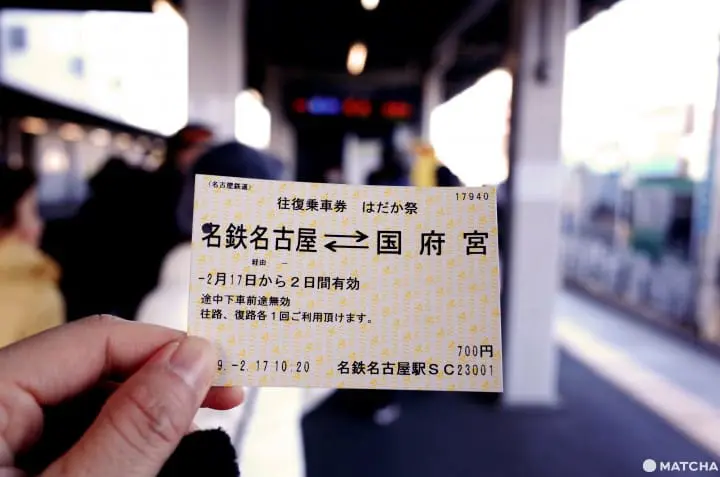 (名古屋鉄道)
17940
往復乗車券 はだか祭
名鉄名古屋⇄国府宮
経由 —
-2月17日から2日間有効
途中下車前途無効
往路、復路各1回ご利用頂けます。
700円
9.-2.17 10:20 名鉄名古屋駅SC23001
MATCHA